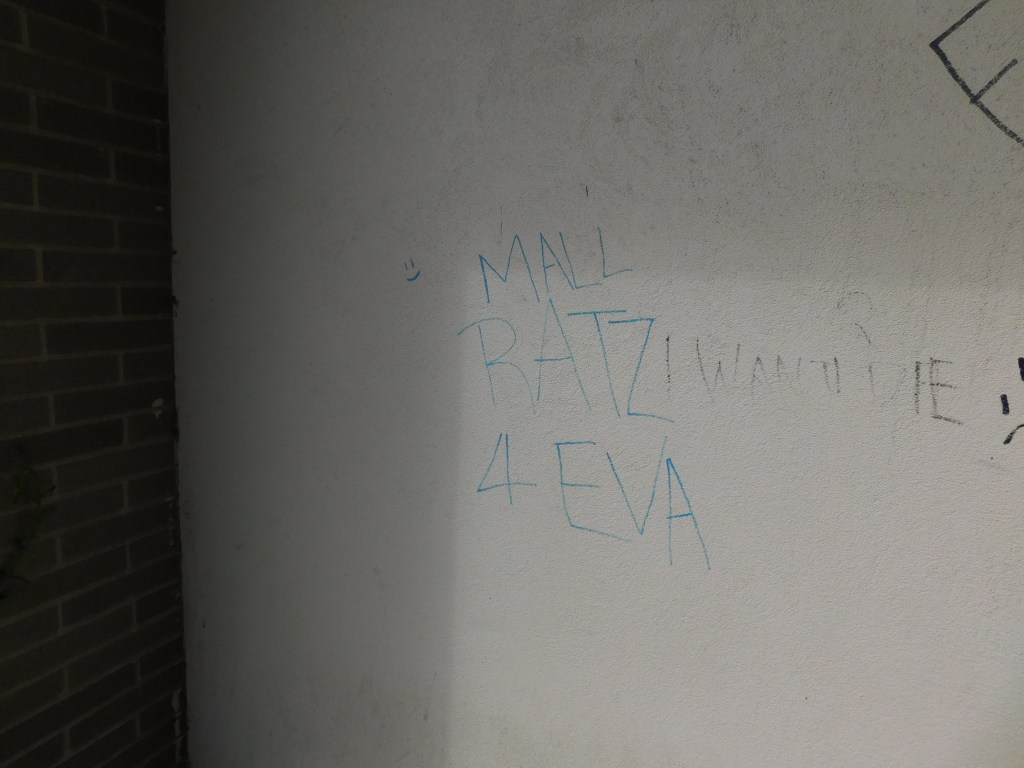 MALL
RATZ
4 EVA
I WANT DIE